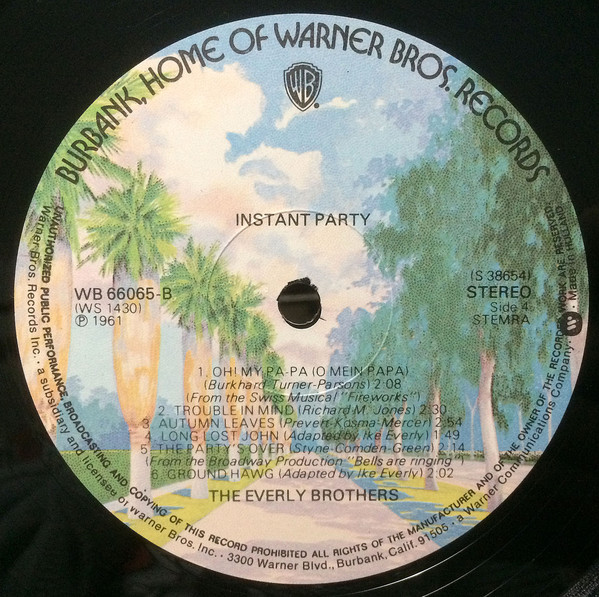 BURBANK, HOME OF WARNER BROS. RECORDS
WB
INSTANT PARTY
WB 66065-B
(WS 1430)
℗ 1961
(S 38654)
STEREO
Side 4
STEMRA
1. OH! MY PA-PA (O MEIN PAPA)
(Burkhard Turner-Parsons) 2:08
(From the Swiss Musical "Fireworks")
2. TROUBLE IN MIND (Richard M. Jones) 2:30
3. AUTUMN LEAVES (Prevert-Kosma-Mercer) 2:54
4. LONG LOST JOHN (Adapted by Ike Everly) 1:49
5. THE PARTY'S OVER (Styne-Comden-Green) 2:14
(From the Broadway Production "Bells are ringing")
6. GROUND HAWG (Adapted by Ike Everly) 2:02
THE EVERLY BROTHERS
UNAUTHORIZED PUBLIC PERFORMANCE, BROADCASTING AND COPYING OF THIS RECORD PROHIBITED ALL RIGHTS OF THE MANUFACTURER AND OF THE OWNER OF THE RECORDED WORK ARE RESERVED
Warner Bros. Records Inc. • a subsidiary and licensee of Warner Bros. Inc. • 3300 Warner Blvd., Burbank, Calif. 91505 • a Warner Communications Company. • Made in Holland